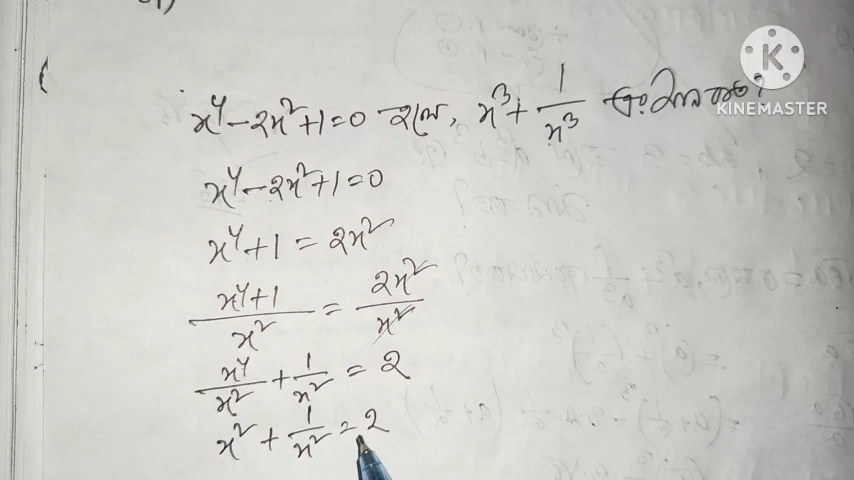 x⁴ - 2x² + 1 = 0 হলে, x³ + 1/x³ এর মান কত?
KINEMASTER
x⁴ - 2x² + 1 = 0
x⁴ + 1 = 2x²
(x⁴ + 1)/x² = 2x²/x²
x⁴/x² + 1/x² = 2
x² + 1/x² = 2